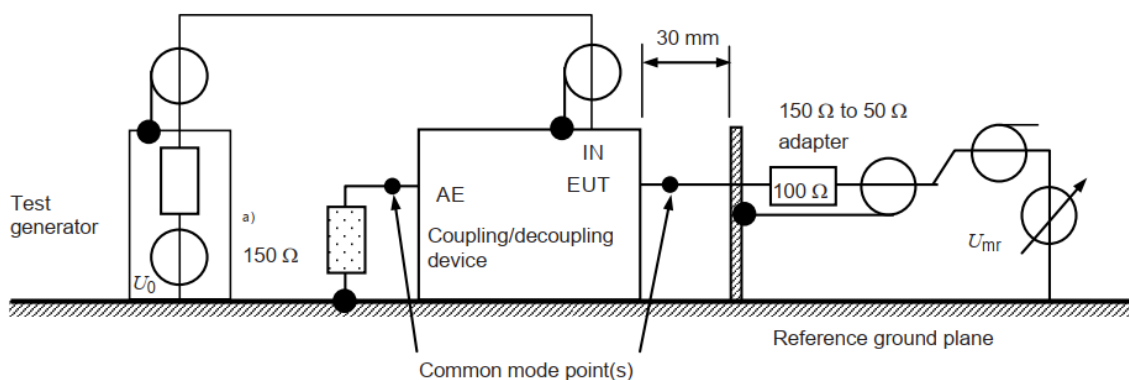 30 mm
150 Ω to 50 Ω
adapter
IN
EUT
100 Ω
AE
Test
generator
a)
150 Ω
Coupling/decoupling
device
U0
Umr
Reference ground plane
Common mode point(s)